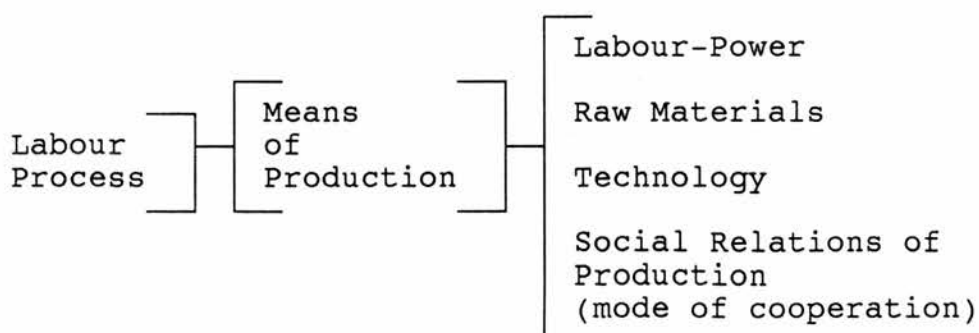 Labour
Process
Means
of
Production
Labour-Power
Raw Materials
Technology
Social Relations of
Production
(mode of cooperation)